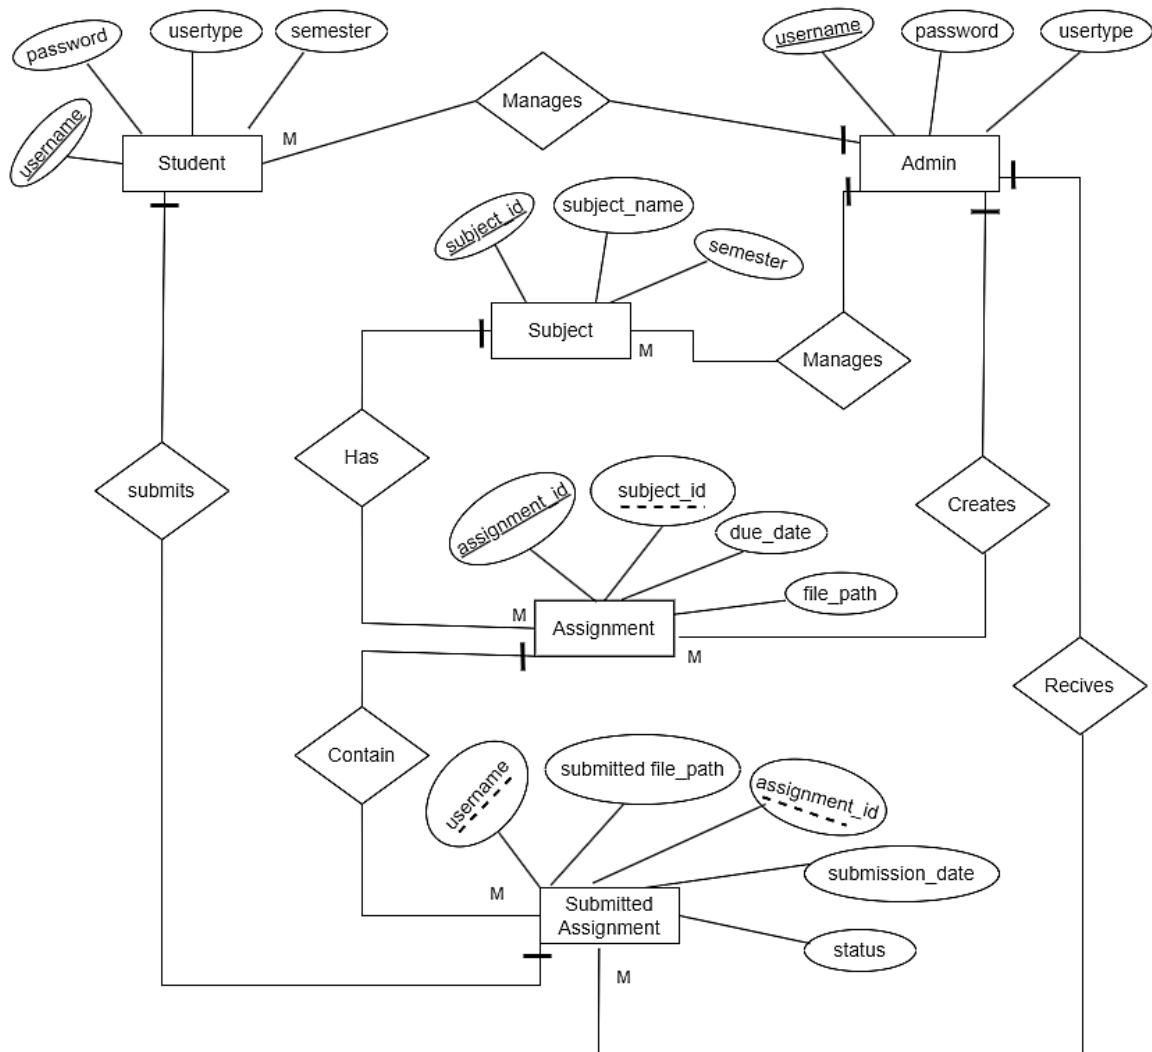 password
usertype
semester
username
password
usertype
Manages
username
M
Student
Admin
subject_id
subject_name
semester
Subject
M
Manages
Has
submits
assignment_id
subject_id
due_date
Creates
file_path
M
Assignment
M
Recives
Contain
username
submitted file_path
assignment_id
submission_date
M
Submitted
Assignment
status
M